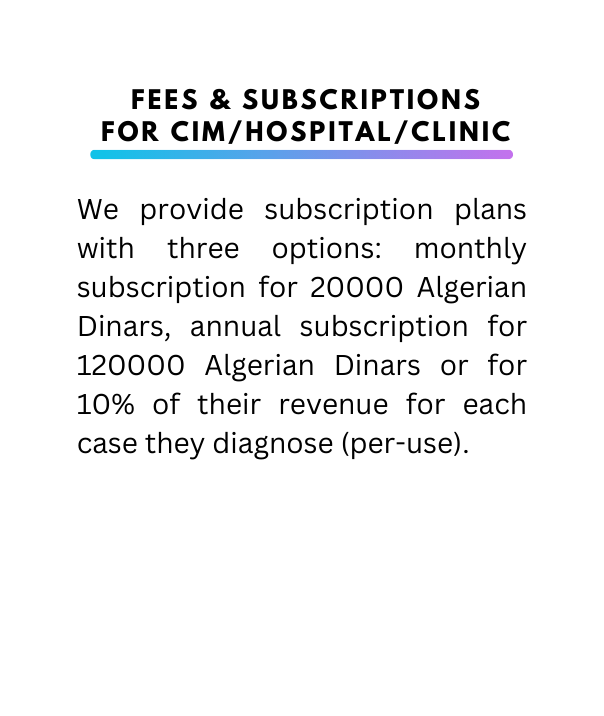 FEES & SUBSCRIPTIONS
FOR CIM/HOSPITAL/CLINIC
We provide subscription plans
with three options: monthly
subscription for 20000 Algerian
Dinars, annual subscription for
120000 Algerian Dinars or for
10% of their revenue for each
case they diagnose (per-use).